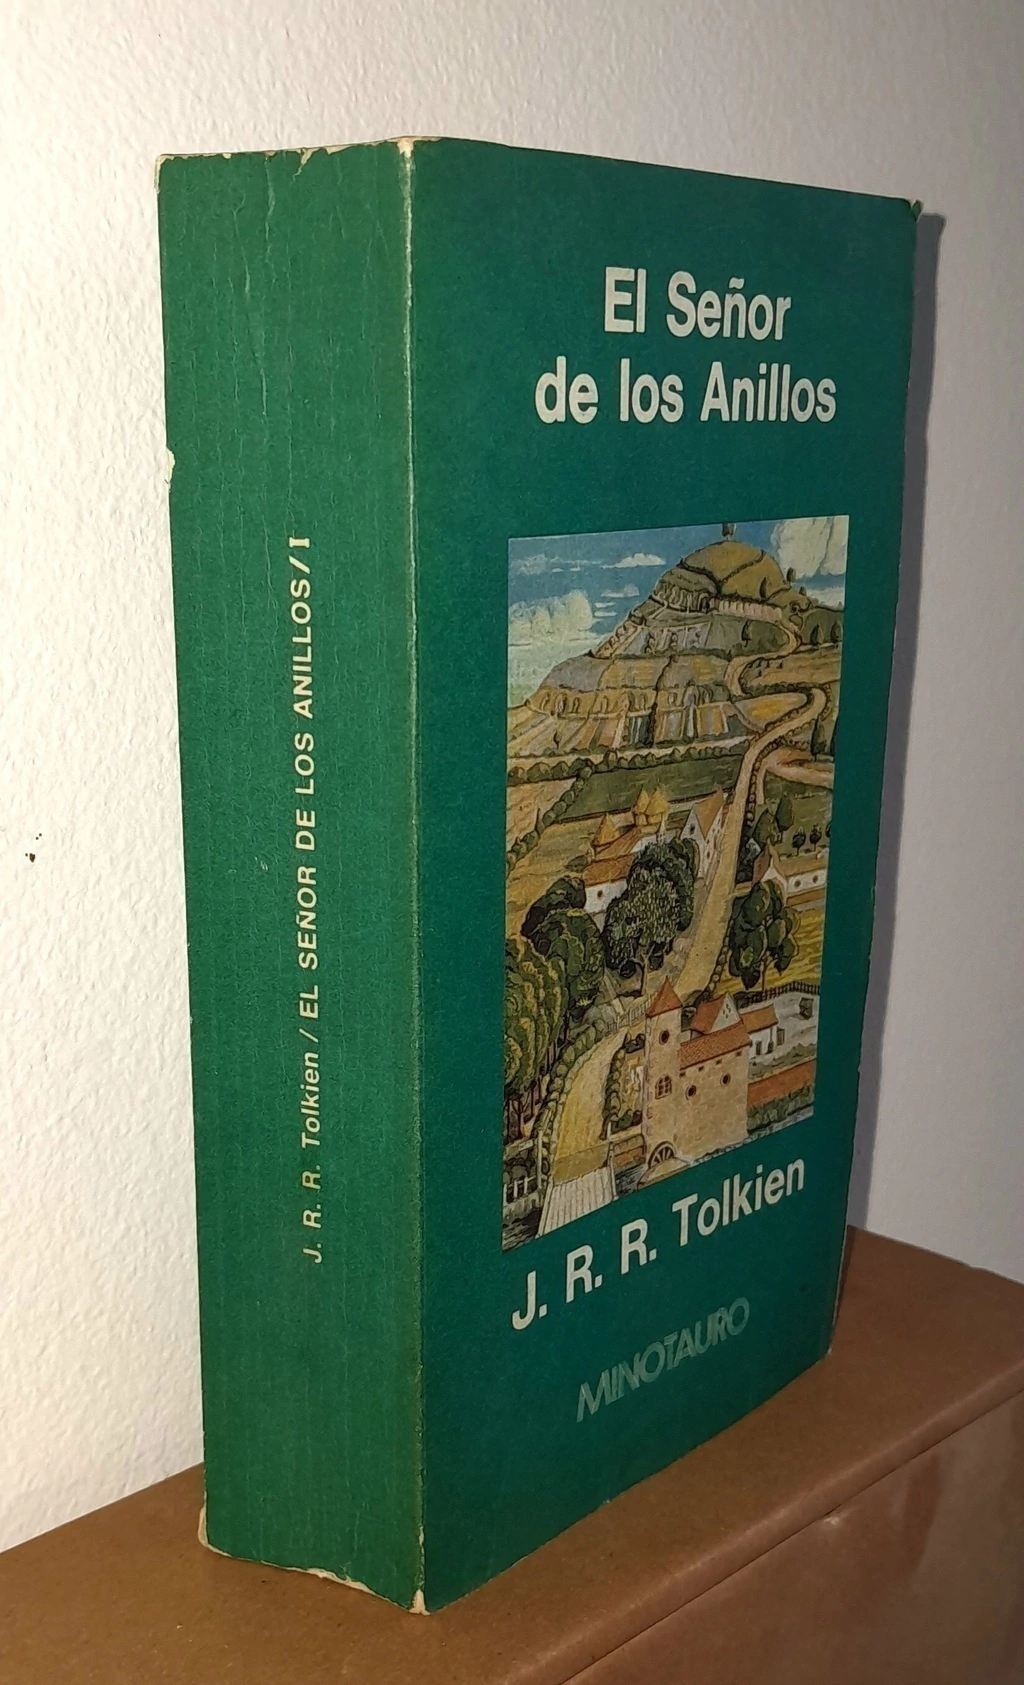 J. R. R. Tolkien / EL SEÑOR DE LOS ANILLOS / I
El Señor
de los Anillos
J. R. R. Tolkien
MINOTAURO